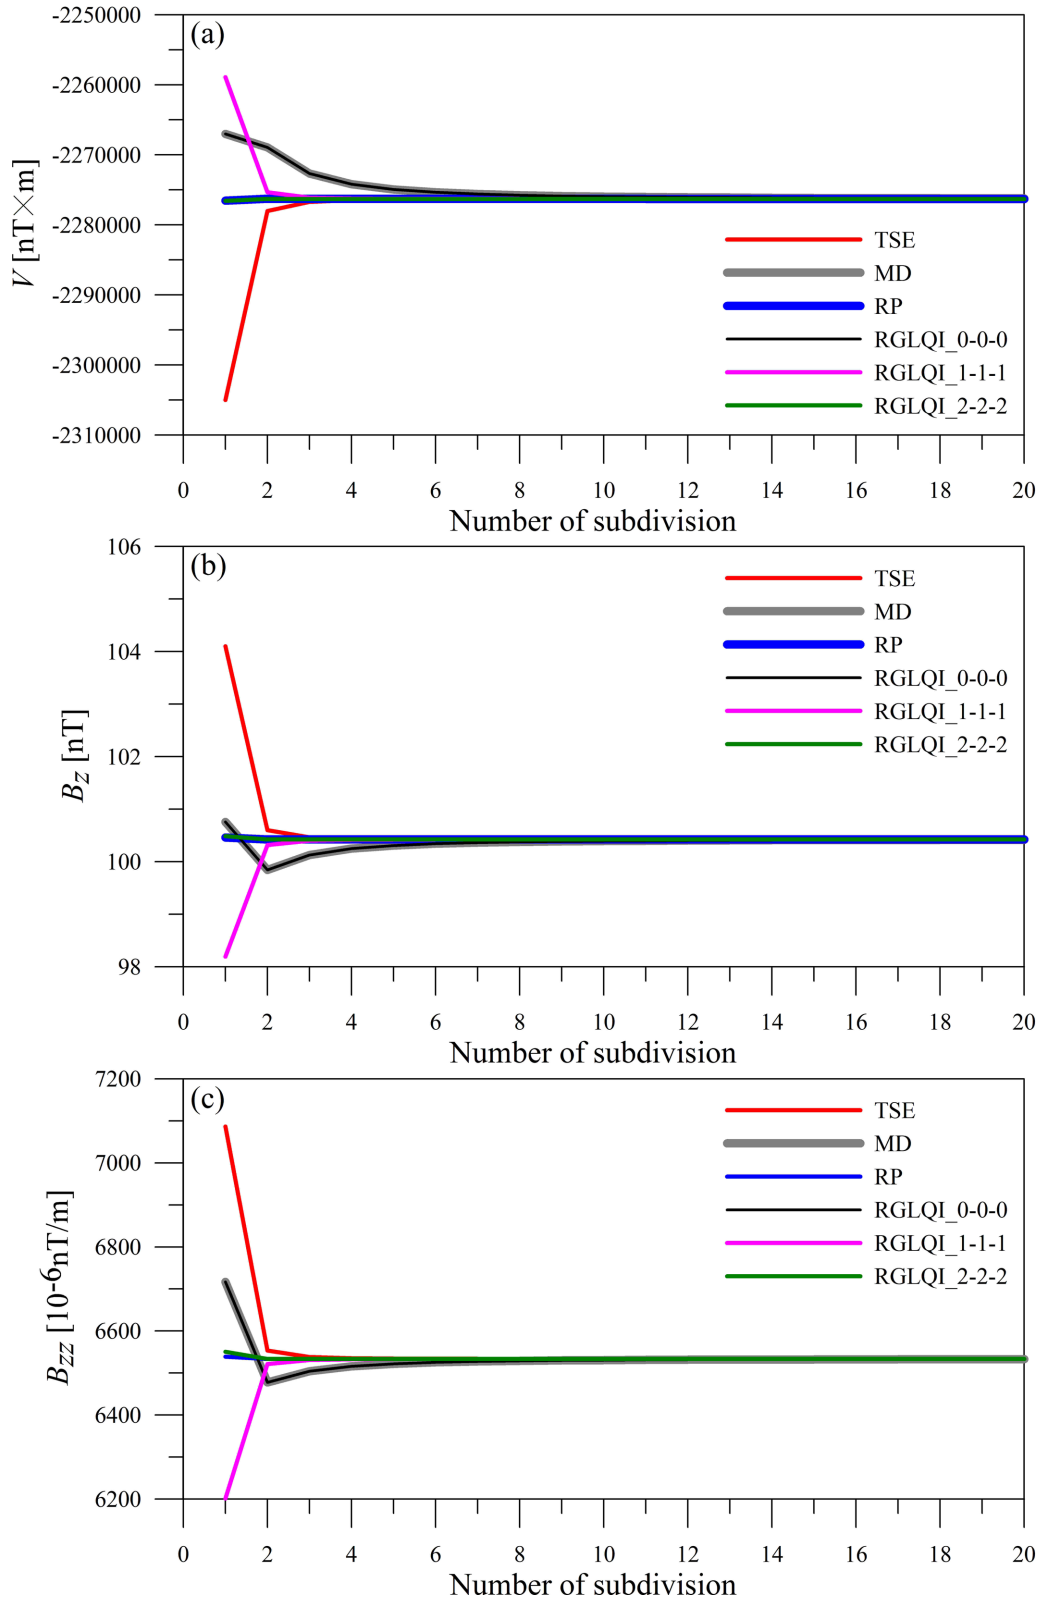 (a)
-2250000
-2260000
-2270000
-2280000
-2290000
-2300000
-2310000
V [nT×m]
TSE
MD
RP
RGLQI_0-0-0
RGLQI_1-1-1
RGLQI_2-2-2
0 2 4 6 8 10 12 14 16 18 20
Number of subdivision
(b)
106
104
102
100
98
BZ [nT]
TSE
MD
RP
RGLQI_0-0-0
RGLQI_1-1-1
RGLQI_2-2-2
0 2 4 6 8 10 12 14 16 18 20
Number of subdivision
(c)
7200
7000
6800
6600
6400
6200
BZZ [10-6nT/m]
TSE
MD
RP
RGLQI_0-0-0
RGLQI_1-1-1
RGLQI_2-2-2
0 2 4 6 8 10 12 14 16 18 20
Number of subdivision